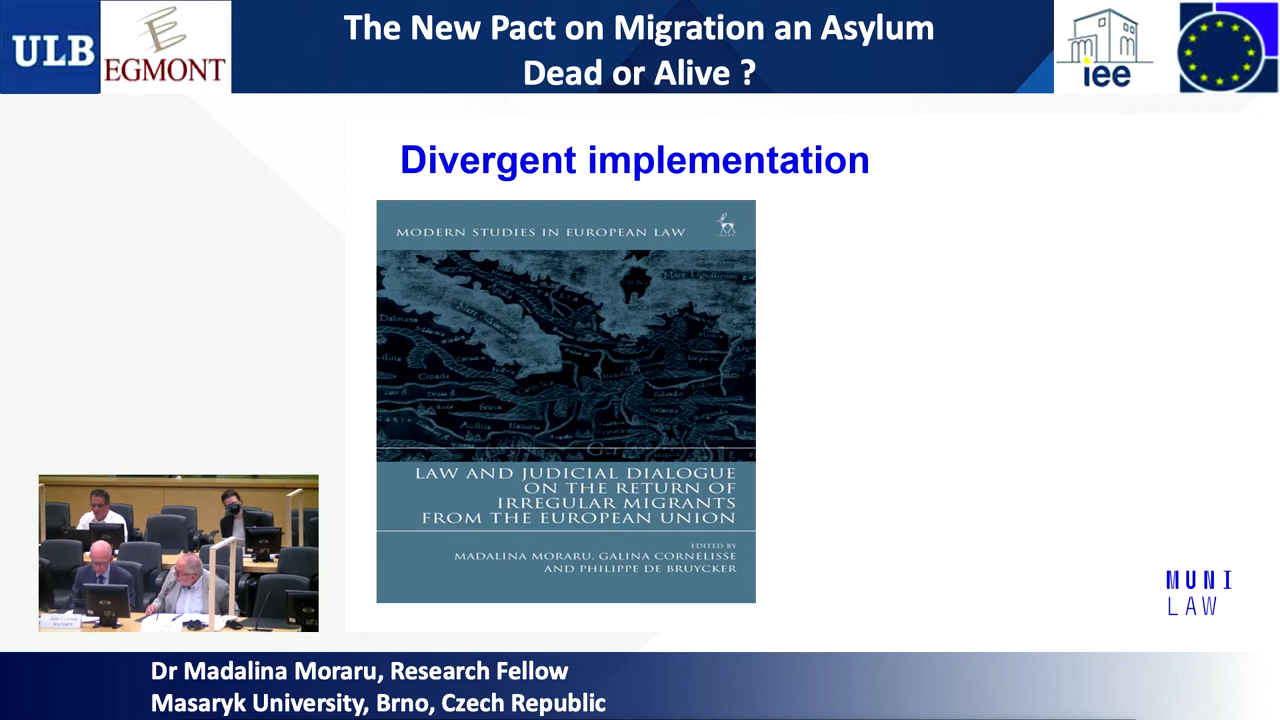 ULB
EGMONT
The New Pact on Migration an Asylum
Dead or Alive ?
iee
Divergent implementation
MODERN STUDIES IN EUROPEAN LAW
LAW AND JUDICIAL DIALOGUE
ON THE RETURN OF
IRREGULAR MIGRANTS
FROM THE EUROPEAN UNION
EDITED BY
MADALINA MORARU, GALINA CORNELISSE
AND PHILIPPE DE BRUYCKER
MUNI
LAW
Dr Madalina Moraru, Research Fellow
Masaryk University, Brno, Czech Republic